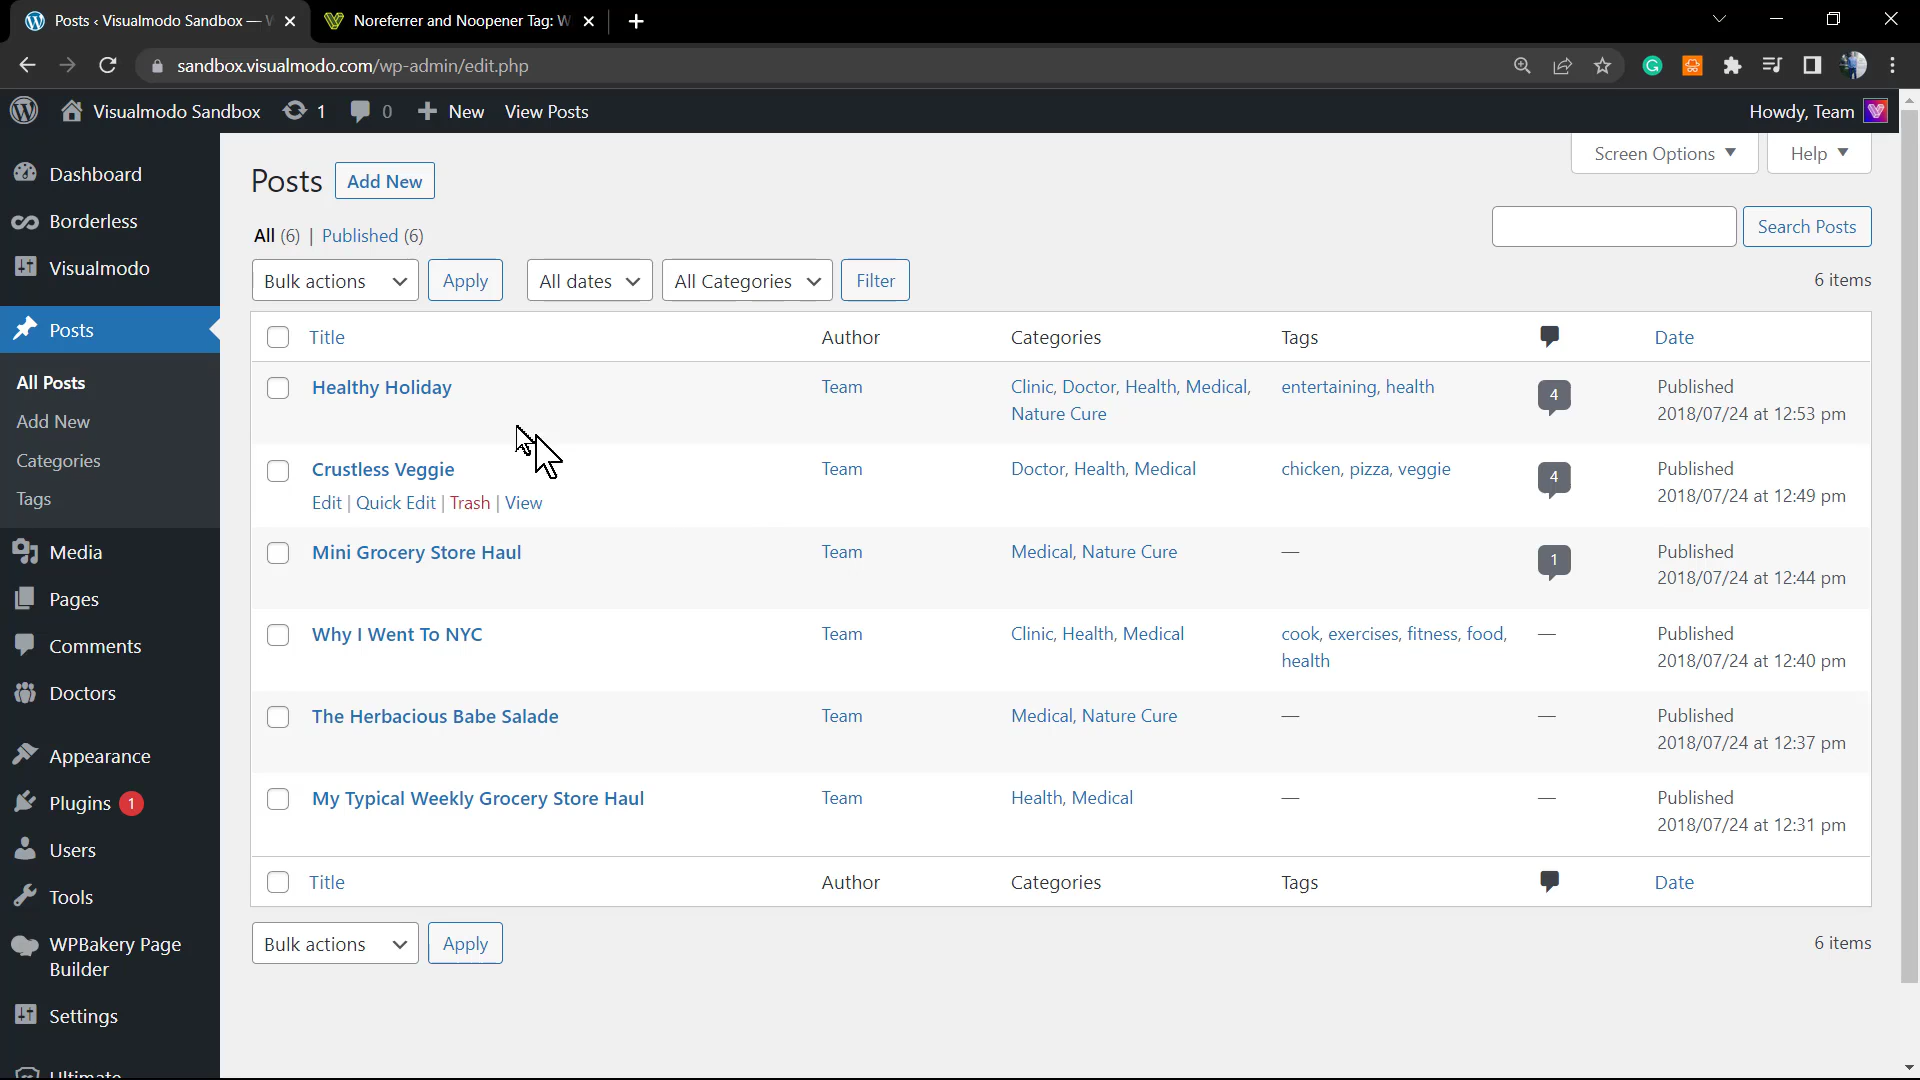 Posts ‹ Visualmodo Sandbox —
Noreferrer and Noopener Tag: W
sandbox.visualmodo.com/wp-admin/edit.php
Visualmodo Sandbox 1 0 New View Posts Howdy, Team
Screen Options Help
Dashboard
Borderless
Visualmodo
Posts
All Posts
Add New
Categories
Tags
Media
Pages
Comments
Doctors
Appearance
Plugins 1
Users
Tools
WPBakery Page
Builder
Settings
Ultimate
Posts Add New
All (6) | Published (6)
Search Posts
Bulk actions Apply All dates All Categories Filter 6 items
Title Author Categories Tags Date
Healthy Holiday Team Clinic, Doctor, Health, Medical, entertaining, health 4 Published
Nature Cure 2018/07/24 at 12:53 pm
Crustless Veggie Team Doctor, Health, Medical chicken, pizza, veggie 4 Published
Edit | Quick Edit | Trash | View 2018/07/24 at 12:49 pm
Mini Grocery Store Haul Team Medical, Nature Cure — 1 Published
2018/07/24 at 12:44 pm
Why I Went To NYC Team Clinic, Health, Medical cook, exercises, fitness, food, — Published
health 2018/07/24 at 12:40 pm
The Herbacious Babe Salade Team Medical, Nature Cure — — Published
2018/07/24 at 12:37 pm
My Typical Weekly Grocery Store Haul Team Health, Medical — — Published
2018/07/24 at 12:31 pm
Title Author Categories Tags Date
Bulk actions Apply 6 items